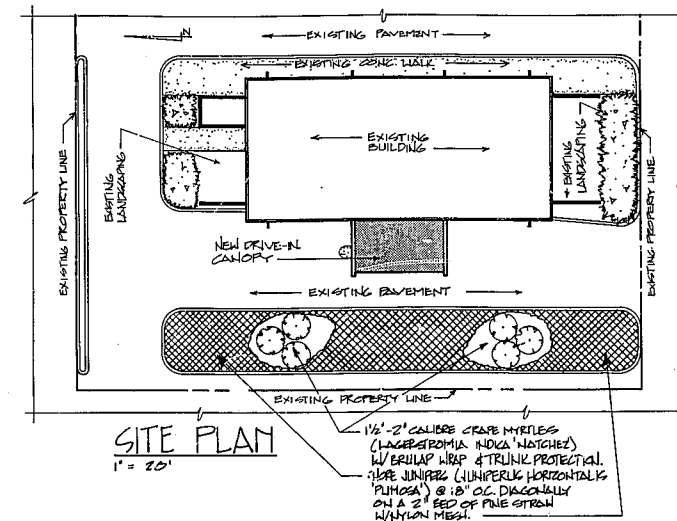 EXISTING PAVEMENT
N
EXISTING CONC. WALK
EXISTING
BUILDING
EXISTING PROPERTY LINE
EXISTING
LANDSCAPING
EXISTING
LANDSCAPING
EXISTING PROPERTY LINE
NEW DRIVE-IN
CANOPY
EXISTING PAVEMENT
EXISTING PROPERTY LINE
SITE PLAN
1" = 20'
1½"-2" CALIBRE CRAPE MYRTLES
(LAGERSTROMIA INDICA 'NATCHEZ')
W/ BRULAP WRAP & TRUNK PROTECTION.
JUNIPERS (JUNIPERUS HORIZONTALIS
'PLUMOSA') @ 18" O.C. DIAGONALLY
ON A 2" BED OF PINE STRAW
W/NYLON MESH.